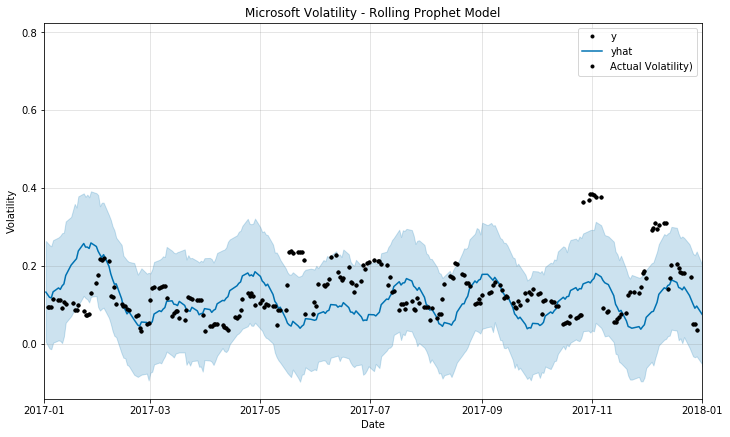 Microsoft Volatility - Rolling Prophet Model
y
yhat
Actual Volatility)
0.8
0.6
0.4
0.2
0.0
Volatility
2017-01 2017-03 2017-05 2017-07 2017-09 2017-11 2018-01
Date